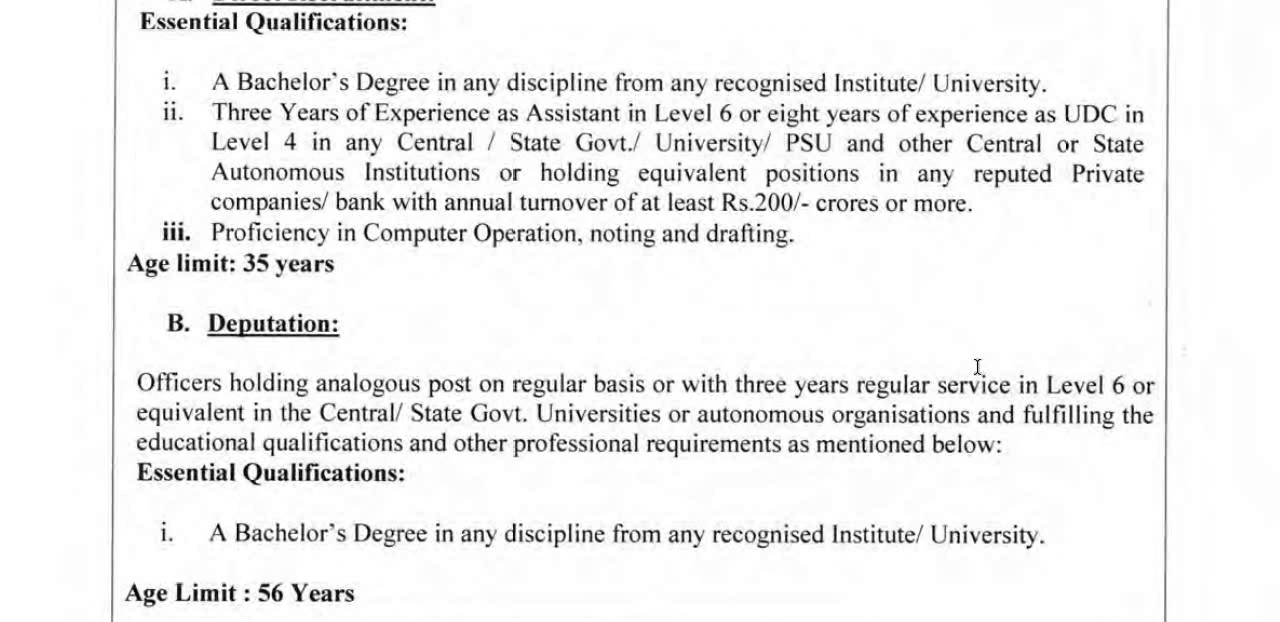 Essential Qualifications:
i. A Bachelor's Degree in any discipline from any recognised Institute/ University.
ii. Three Years of Experience as Assistant in Level 6 or eight years of experience as UDC in
Level 4 in any Central / State Govt./ University/ PSU and other Central or State
Autonomous Institutions or holding equivalent positions in any reputed Private
companies/ bank with annual turnover of at least Rs.200/- crores or more.
iii. Proficiency in Computer Operation, noting and drafting.
Age limit: 35 years
B. Deputation:
Officers holding analogous post on regular basis or with three years regular service in Level 6 or
equivalent in the Central/ State Govt. Universities or autonomous organisations and fulfilling the
educational qualifications and other professional requirements as mentioned below:
Essential Qualifications:
i. A Bachelor's Degree in any discipline from any recognised Institute/ University.
Age Limit : 56 Years